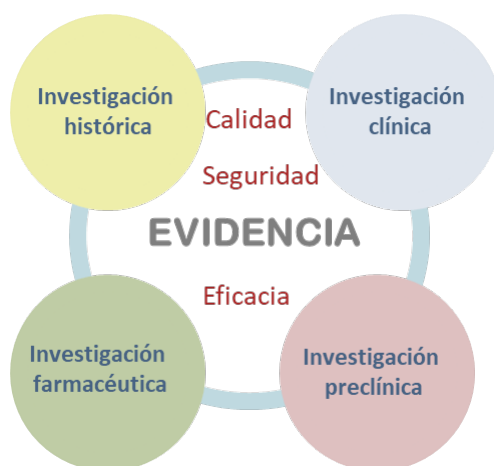 Investigación
histórica
Investigación
clínica
Calidad
Seguridad
EVIDENCIA
Eficacia
Investigación
farmacéutica
Investigación
preclínica